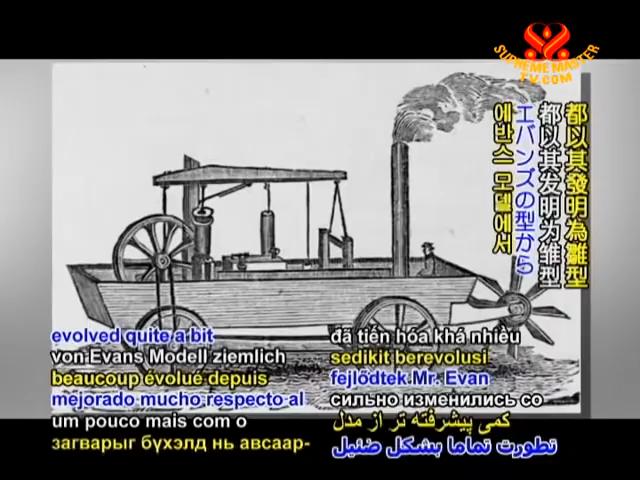 SUPREME MASTER
TV.COM
都以其發明為雛型
都以其发明为雏型
エバンズの型から
에반스 모델에서
evolved quite a bit
von Evans Modell ziemlich
beaucoup évolué depuis
mejorado mucho respecto al
um pouco mais com o
загварыг бүхэлд нь авсаар-
đã tiến hóa khá nhiều
sedikit berevolusi
fejlődtek Mr. Evan
сильно изменились со
کمی پیشرفته تر از مدل
تطورت تماما بشكل ضئيل